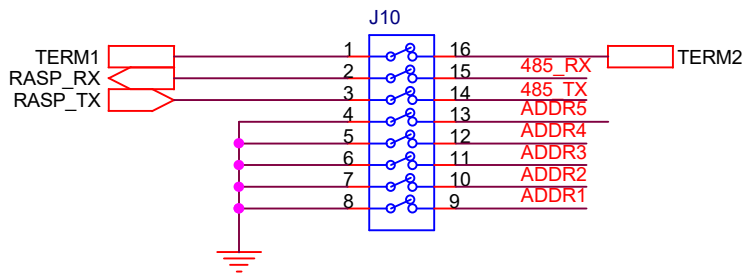 J10
TERM1 1 16 TERM2
RASP_RX 2 15 485_RX
RASP_TX 3 14 485_TX
4 13 ADDR5
5 12 ADDR4
6 11 ADDR3
7 10 ADDR2
8 9 ADDR1